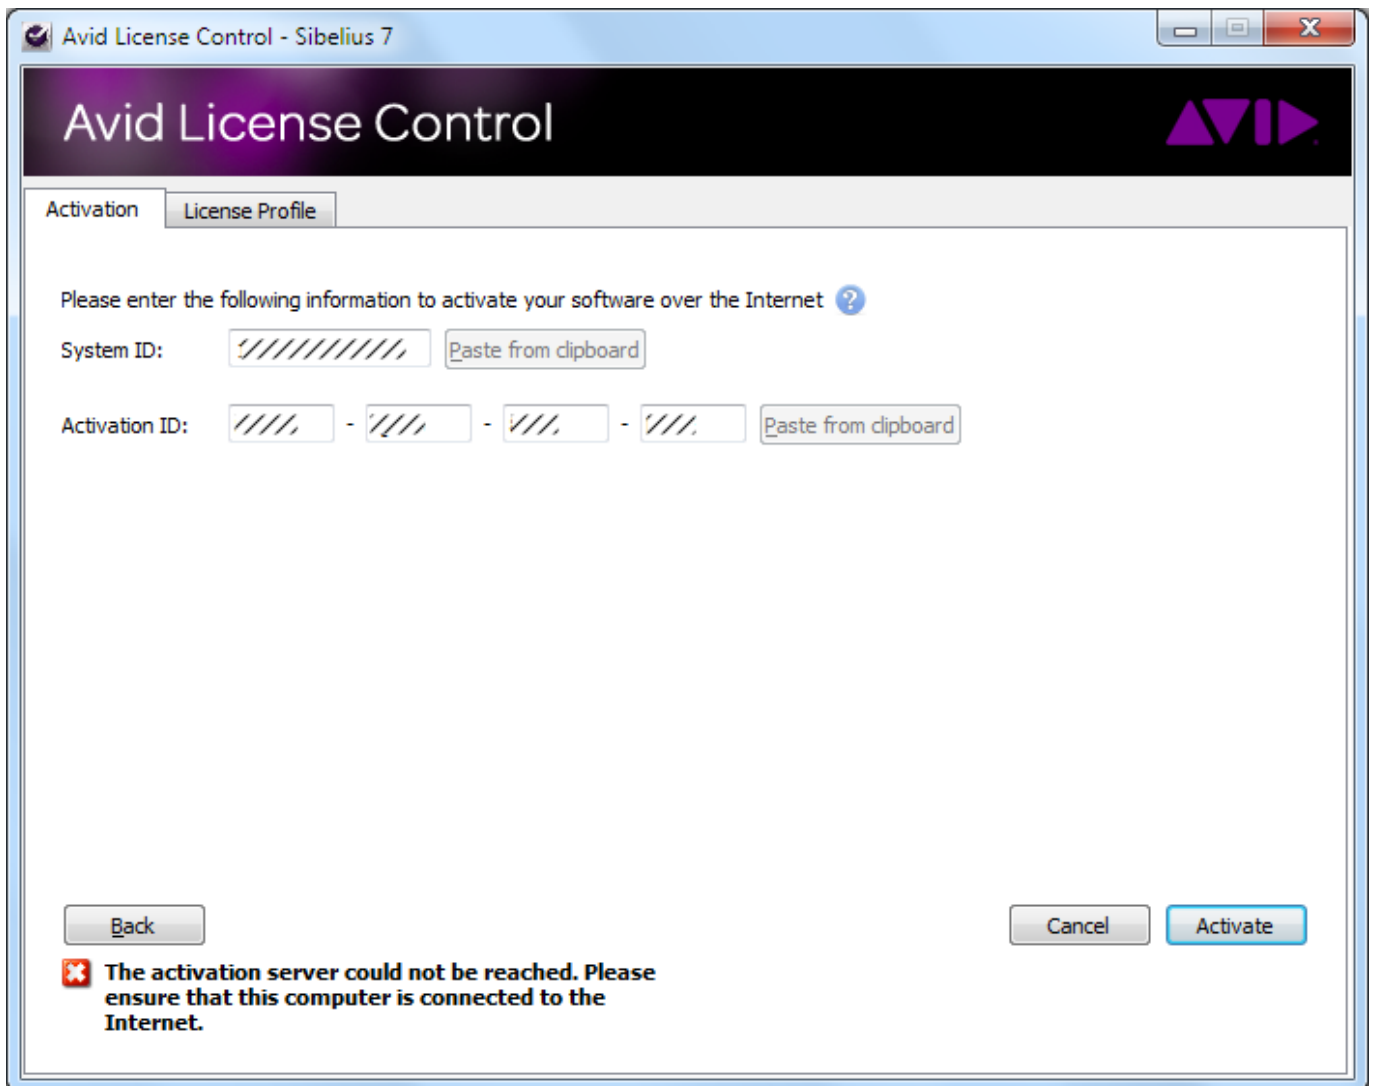 Avid License Control - Sibelius 7
Avid License Control
AVID
Activation
License Profile
Please enter the following information to activate your software over the Internet ?
System ID:
Paste from clipboard
Activation ID:
- - -
Paste from clipboard
Back
Cancel
Activate
The activation server could not be reached. Please
ensure that this computer is connected to the
Internet.